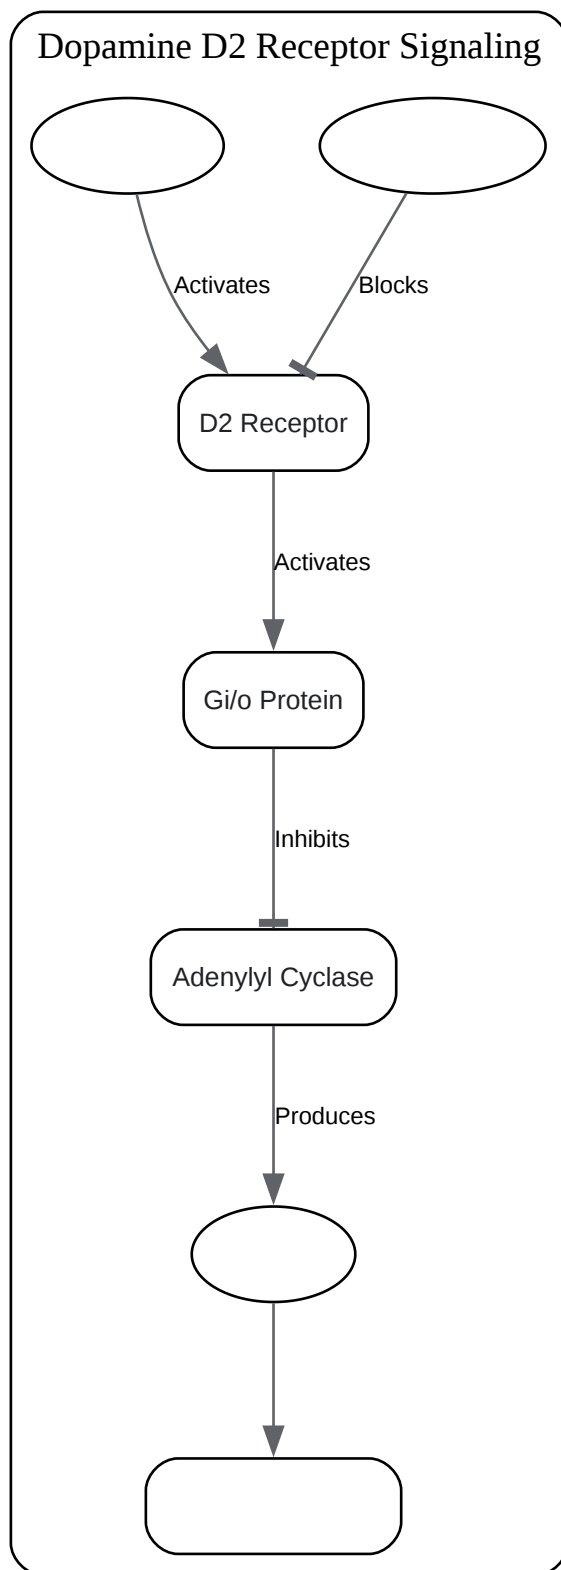 Dopamine D2 Receptor Signaling
Activates
Blocks
D2 Receptor
Activates
Gi/o Protein
Inhibits
Adenylyl Cyclase
Produces